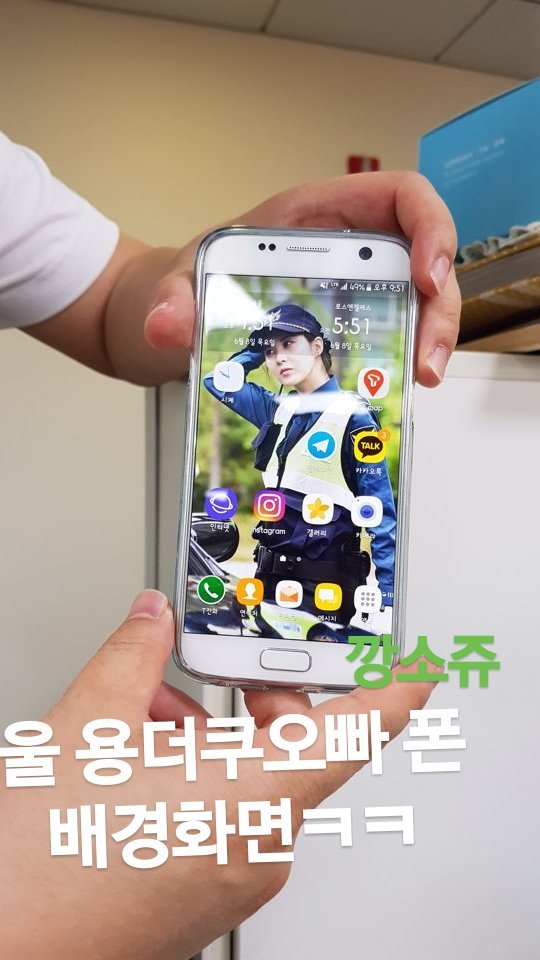 49% 오후 9:51
로스앤젤레스
5:51
6월 8일 목요일
6월 8일 목요일
시계
map
TALK
3
카카오톡
인터넷
Instagram
갤러리
T전화
연락처
메시지
깡소쥬
울 용더쿠오빠 폰
배경화면ㅋㅋ